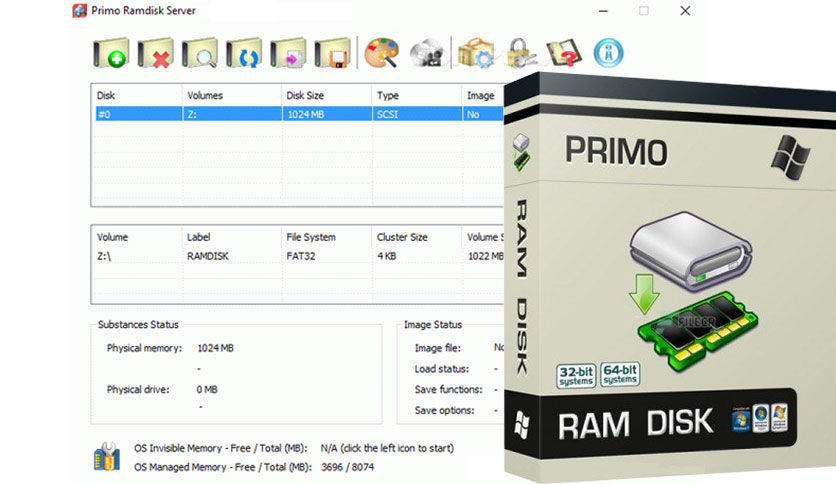 Primo Ramdisk Server
Disk Volumes Disk Size Type Image
#0 Z: 1024 MB SCSI No
Volume Label File System Cluster Size Volume S
Z:\ RAMDISK FAT32 4 KB 1022 MB
Substances Status
Physical memory: 1024 MB
-
Physical drive: 0 MB
-
Image Status
Image file: No
Load status: -
Save functions: -
Save options: -
OS Invisible Memory - Free / Total (MB): N/A (click the left icon to start)
OS Managed Memory - Free / Total (MB): 3696 / 8074
PRIMO
RAM DISK
FILECR
32-bit systems
64-bit systems
RAM DISK